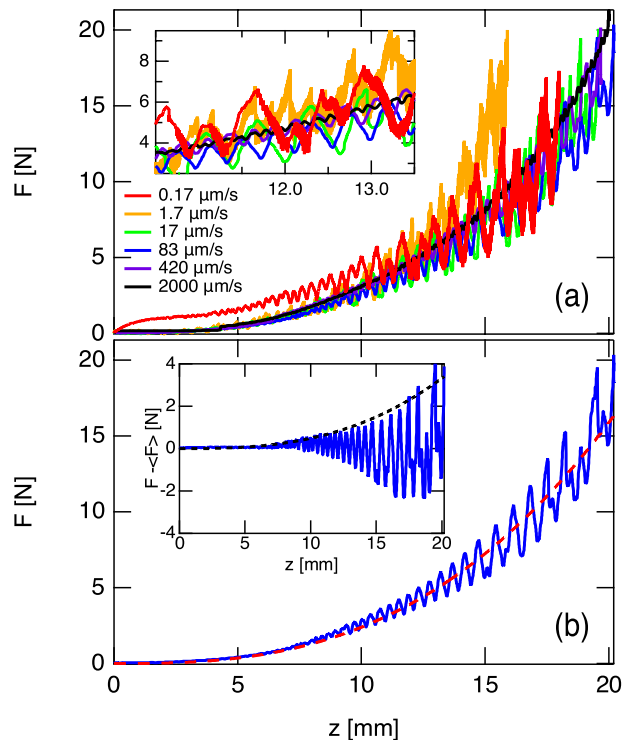 20
15
10
5
0
F [N]
8
6
4
12.0
13.0
0.17 µm/s
1.7 µm/s
17 µm/s
83 µm/s
420 µm/s
2000 µm/s
(a)
20
15
10
5
0
F [N]
4
2
0
-2
-4
F -<F> [N]
0
5
10
15
20
z [mm]
(b)
0
5
10
15
20
z [mm]